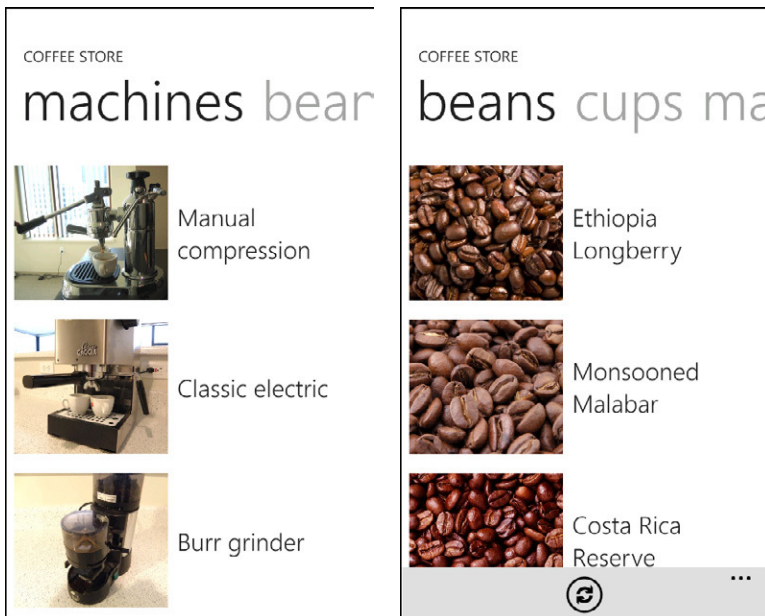 COFFEE STORE
machines bear
Manual
compression
Classic electric
Burr grinder
COFFEE STORE
beans cups ma
Ethiopia
Longberry
Monsooned
Malabar
Costa Rica
Reserve